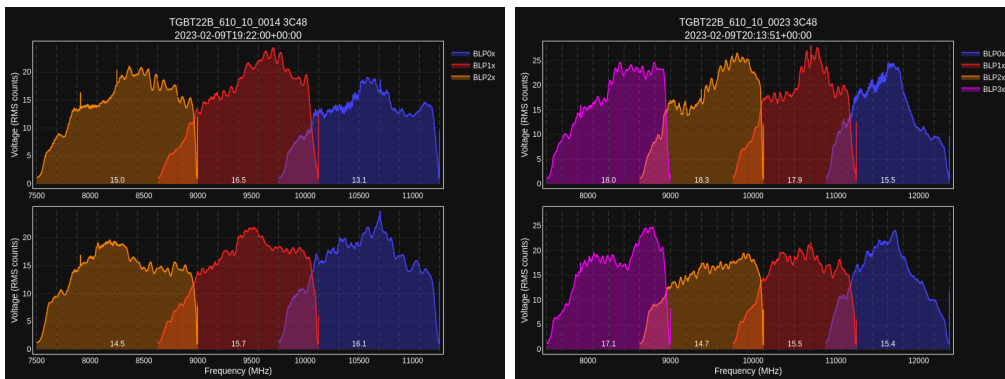 TGBT22B_610_10_0014 3C48
2023-02-09T19:22:00+00:00
BLP0x
BLP1x
BLP2x
Voltage (RMS counts)
20
15
10
5
0
15.0 16.5 13.1
7500 8000 8500 9000 9500 10000 10500 11000
Voltage (RMS counts)
20
15
10
5
0
14.5 15.7 16.1
7500 8000 8500 9000 9500 10000 10500 11000
Frequency (MHz)
TGBT22B_610_10_0023 3C48
2023-02-09T20:13:51+00:00
BLP0x
BLP1x
BLP2x
BLP3x
Voltage (RMS counts)
25
20
15
10
5
0
18.0 18.3 17.9 15.5
8000 9000 10000 11000 12000
Voltage (RMS counts)
25
20
15
10
5
0
17.1 14.7 15.5 15.4
8000 9000 10000 11000 12000
Frequency (MHz)